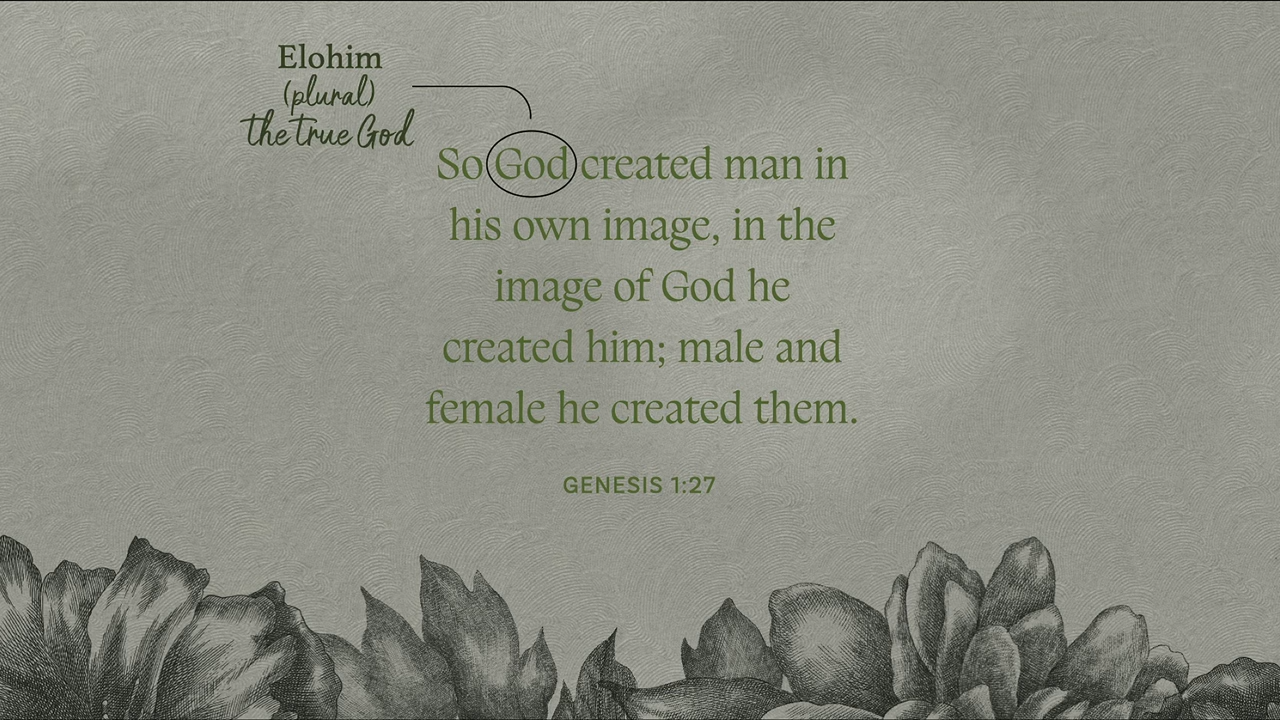 Elohim
(plural)
the true God
So God created man in
his own image, in the
image of God he
created him; male and
female he created them.
GENESIS 1:27